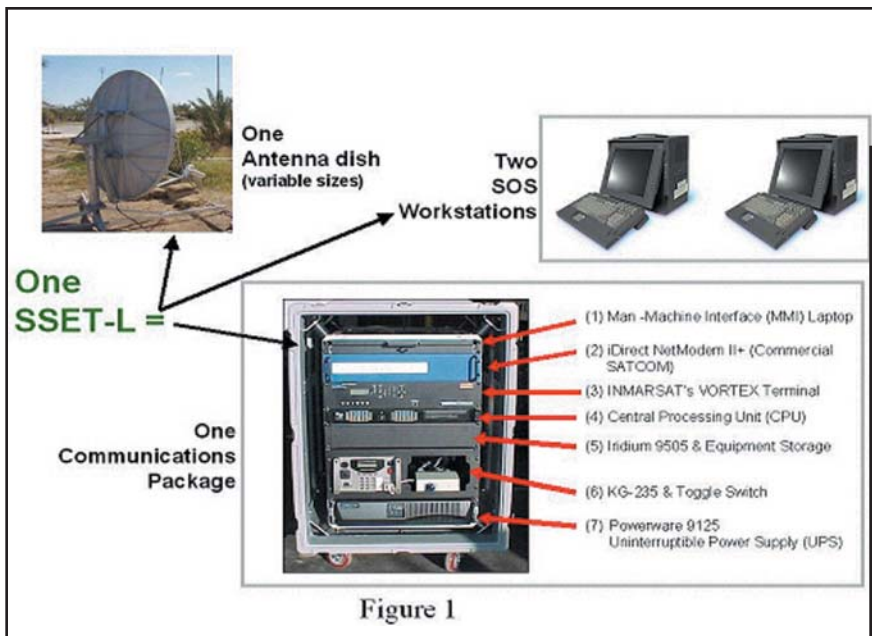 One
Antenna dish
(variable sizes)
Two
SOS
Workstations
One
SSET-L =
One
Communications
Package
(1) Man -Machine Interface (MMI) Laptop
(2) iDirect NetModem II+ (Commercial
SATCOM)
(3) INMARSAT's VORTEX Terminal
(4) Central Processing Unit (CPU)
(5) Iridium 9505 & Equipment Storage
(6) KG-235 & Toggle Switch
(7) Powerware 9125
Uninterruptible Power Supply (UPS)
Figure 1